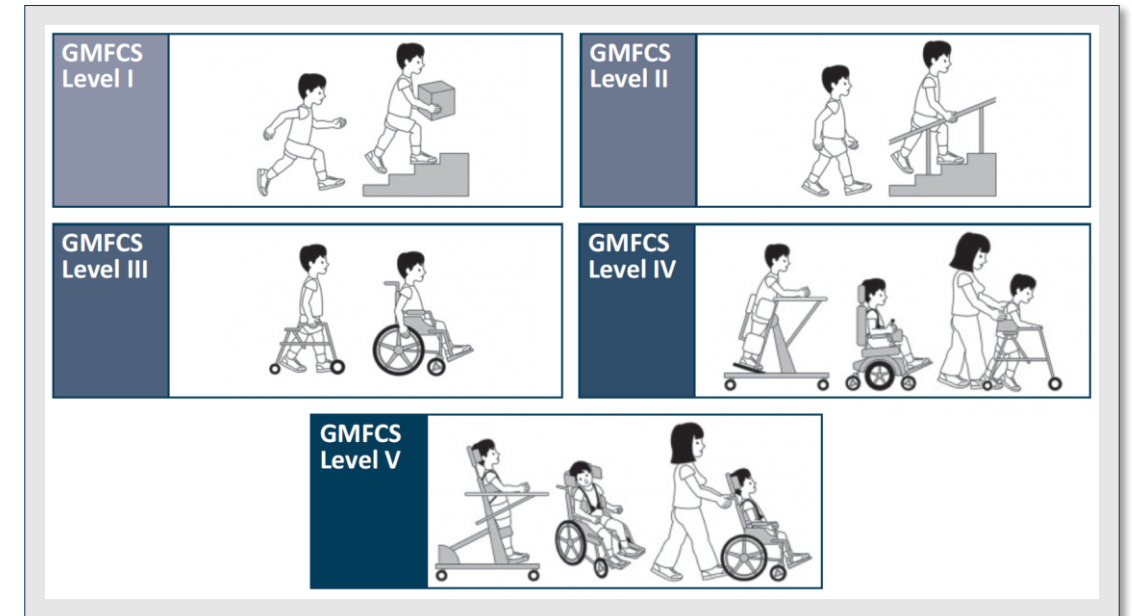 GMFCS
Level I
GMFCS
Level II
GMFCS
Level III
GMFCS
Level IV
GMFCS
Level V